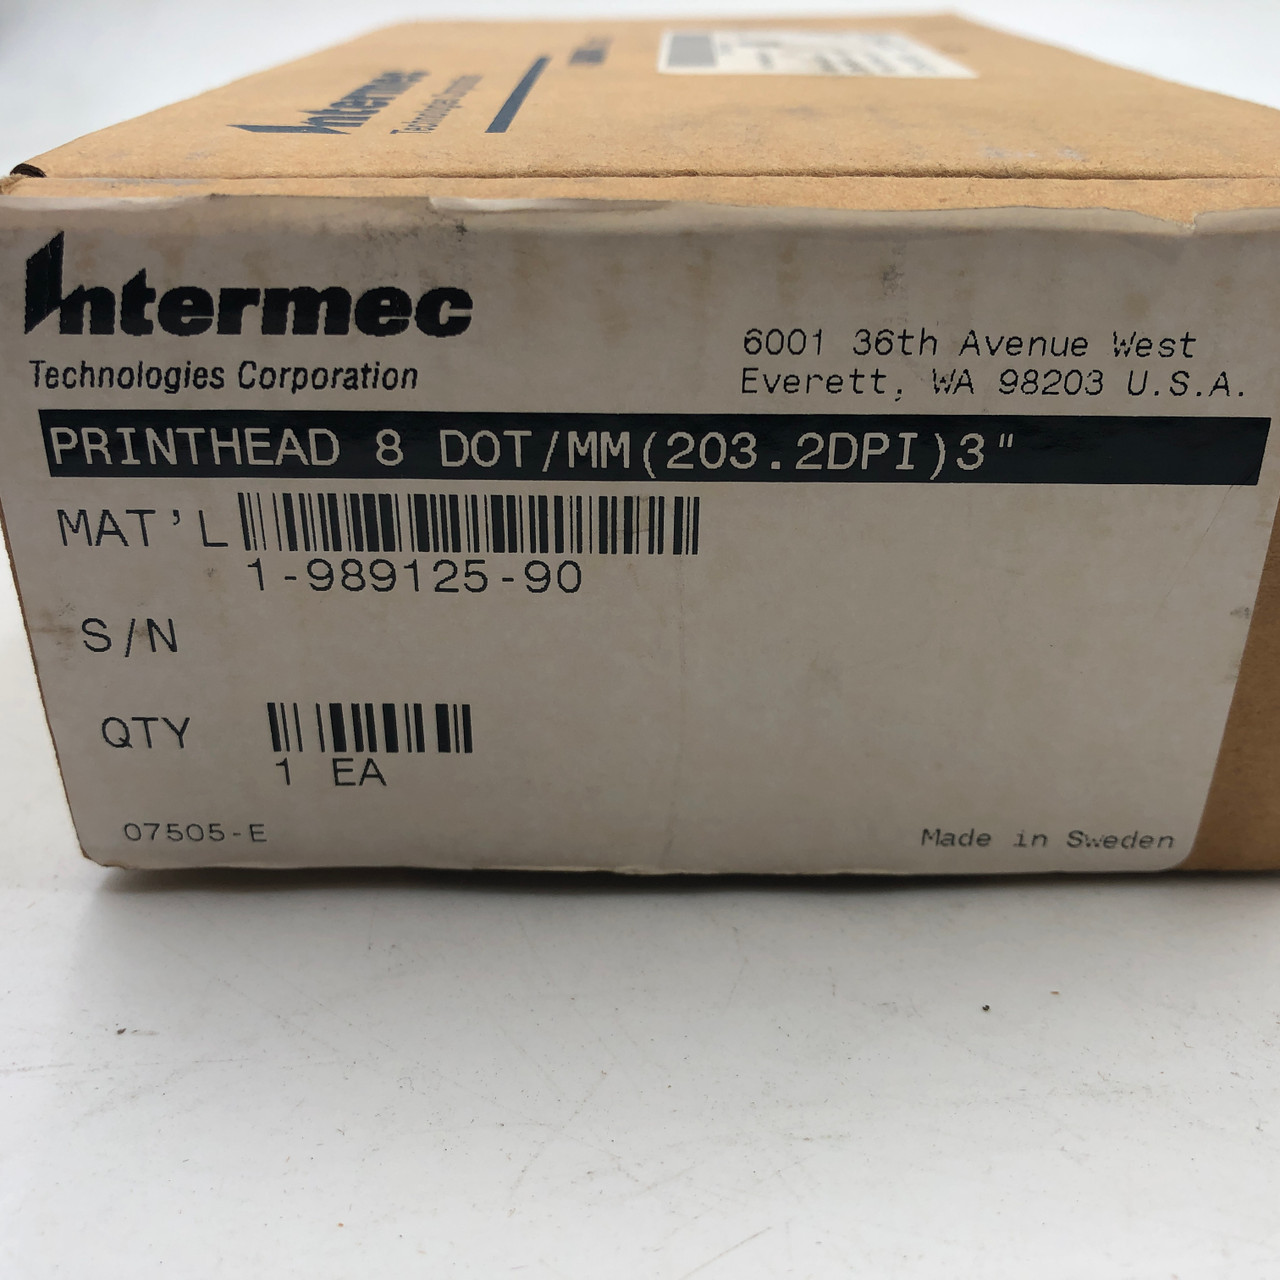 Intermec
Intermec
Technologies Corporation
6001 36th Avenue West
Everett, WA 98203 U.S.A.
PRINTHEAD 8 DOT/MM(203.2DPI)3"
MAT'L
1-989125-90
S/N
QTY
1 EA
07505-E
Made in Sweden